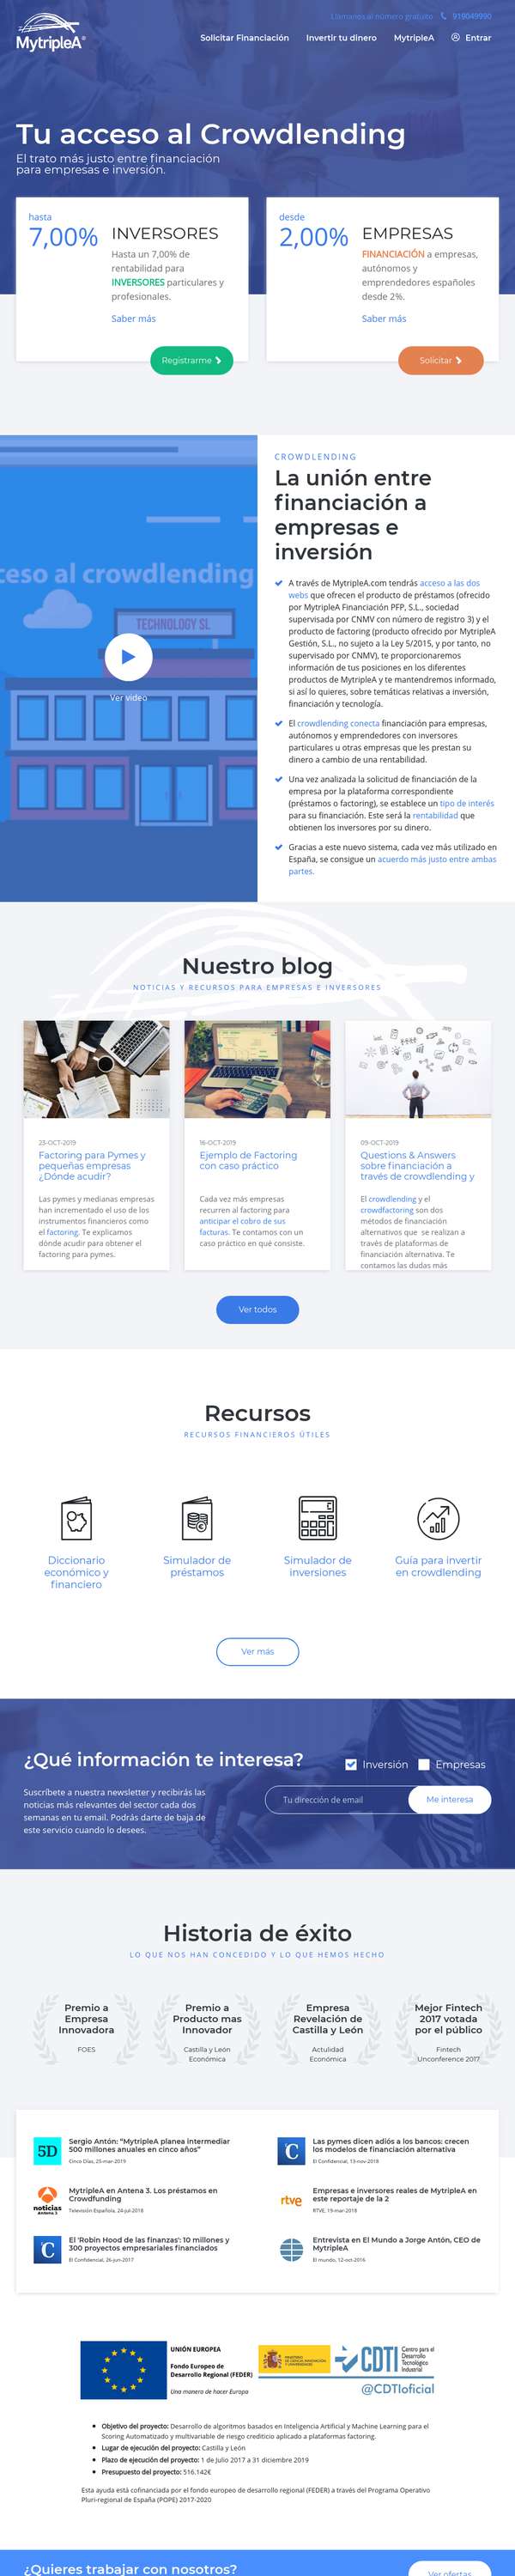 Llámanos al número gratuito 919049990
MytripleA®
Solicitar Financiación Invertir tu dinero MytripleA Entrar
Tu acceso al Crowdlending
El trato más justo entre financiación
para empresas e inversión.
hasta
7,00%
INVERSORES
Hasta un 7,00% de
rentabilidad para
INVERSORES particulares y
profesionales.
Saber más
Registrarme
desde
2,00%
EMPRESAS
FINANCIACIÓN a empresas,
autónomos y
emprendedores españoles
desde 2%.
Saber más
Solicitar
ceso al crowdlending
TECHNOLOGY SL
Ver video
CROWDLENDING
La unión entre
financiación a
empresas e
inversión
A través de MytripleA.com tendrás acceso a las dos
webs que ofrecen el producto de préstamos (ofrecido
por MytripleA Financiación PFP, S.L., sociedad
supervisada por CNMV con número de registro 3) y el
producto de factoring (producto ofrecido por MytripleA
Gestión, S.L., no sujeto a la Ley 5/2015, y por tanto, no
supervisado por CNMV), te proporcionaremos
información de tus posiciones en los diferentes
productos de MytripleA y te mantendremos informado,
si así lo quieres, sobre temáticas relativas a inversión,
financiación y tecnología.
El crowdlending conecta financiación para empresas,
autónomos y emprendedores con inversores
particulares u otras empresas que les prestan su
dinero a cambio de una rentabilidad.
Una vez analizada la solicitud de financiación de la
empresa por la plataforma correspondiente
(préstamos o factoring), se establece un tipo de interés
para su financiación. Este será la rentabilidad que
obtienen los inversores por su dinero.
Gracias a este nuevo sistema, cada vez más utilizado en
España, se consigue un acuerdo más justo entre ambas
partes.
Nuestro blog
NOTICIAS Y RECURSOS PARA EMPRESAS E INVERSORES
23-OCT-2019
Factoring para Pymes y
pequeñas empresas
¿Dónde acudir?
Las pymes y medianas empresas
han incrementado el uso de los
instrumentos financieros como
el factoring. Te explicamos
dónde acudir para obtener el
factoring para pymes.
16-OCT-2019
Ejemplo de Factoring
con caso práctico
Cada vez más empresas
recurren al factoring para
anticipar el cobro de sus
facturas. Te contamos con un
caso práctico en qué consiste.
09-OCT-2019
Questions & Answers
sobre financiación a
través de crowdlending y
El crowdlending y el
crowdfactoring son dos
métodos de financiación
alternativos que se realizan a
través de plataformas de
financiación alternativa. Te
contamos las dudas más
Ver todos
Recursos
RECURSOS FINANCIEROS ÚTILES
Diccionario
económico y
financiero
Simulador de
préstamos
Simulador de
inversiones
Guía para invertir
en crowdlending
Ver más
¿Qué información te interesa?
Suscríbete a nuestra newsletter y recibirás las
noticias más relevantes del sector cada dos
semanas en tu email. Podrás darte de baja de
este servicio cuando lo desees.
Inversión Empresas
Tu dirección de email Me interesa
Historia de éxito
LO QUE NOS HAN CONCEDIDO Y LO QUE HEMOS HECHO
Premio a
Empresa
Innovadora
FOES
Premio a
Producto mas
Innovador
Castilla y León
Económica
Empresa
Revelación de
Castilla y León
Actulidad
Económica
Mejor Fintech
2017 votada
por el público
Fintech
Unconference 2017
5D
Sergio Antón: "MytripleA planea intermediar
500 millones anuales en cinco años"
Cinco Días, 25-mar-2019
C
Las pymes dicen adiós a los bancos: crecen
los modelos de financiación alternativa
El Confidencial, 13-nov-2018
noticias
Antena 3
MytripleA en Antena 3. Los préstamos en
Crowdfunding
Televisión Española, 24-jul-2018
rtve
Empresas e inversores reales de MytripleA en
este reportaje de la 2
RTVE, 19-mar-2018
C
El 'Robin Hood de las finanzas': 10 millones y
300 proyectos empresariales financiados
El Confidencial, 26-jun-2017
Entrevista en El Mundo a Jorge Antón, CEO de
MytripleA
El mundo, 12-oct-2016
UNIÓN EUROPEA
Fondo Europeo de
Desarrollo Regional (FEDER)
Una manera de hacer Europa
CDTI
Centro para el
Desarrollo
Tecnológico
Industrial
@CDTIoficial
Objetivo del proyecto: Desarrollo de algoritmos basados en Inteligencia Artificial y Machine Learning para el
Scoring Automatizado y multivariable de riesgo crediticio aplicado a plataformas factoring.
Lugar de ejecución del proyecto: Castilla y León
Plazo de ejecución del proyecto: 1 de Julio 2017 a 31 diciembre 2019
Presupuesto del proyecto: 516.142€
Esta ayuda está cofinanciada por el fondo europeo de desarrollo regional (FEDER) a través del Programa Operativo
Pluri-regional de España (POPE) 2017-2020
¿Quieres trabajar con nosotros?
Ver ofertas